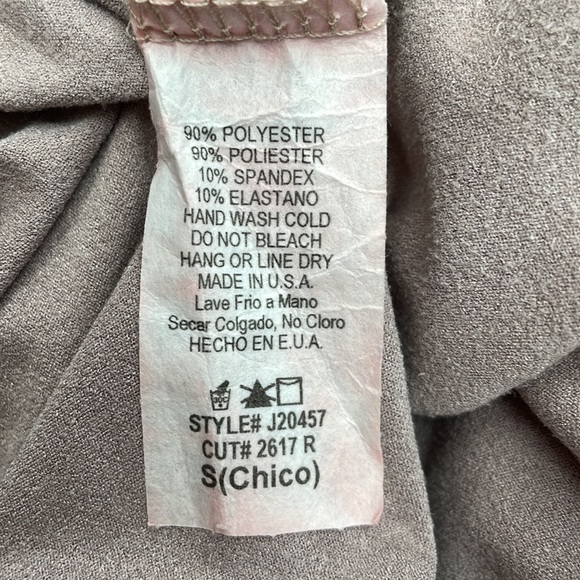 90% POLYESTER
90% POLIESTER
10% SPANDEX
10% ELASTANO
HAND WASH COLD
DO NOT BLEACH
HANG OR LINE DRY
MADE IN U.S.A.
Lave Frio a Mano
Secar Colgado, No Cloro
HECHO EN E.U.A.
STYLE# J20457
CUT# 2617 R
S(Chico)